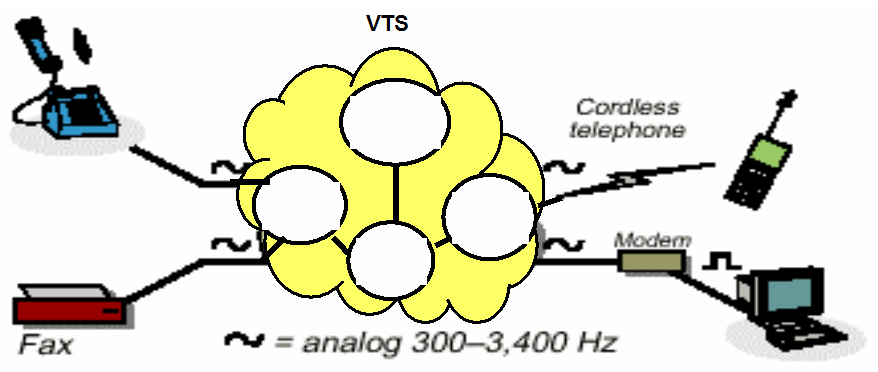 VTS
Cordless
telephone
Modem
Fax
~ = analog 300–3,400 Hz